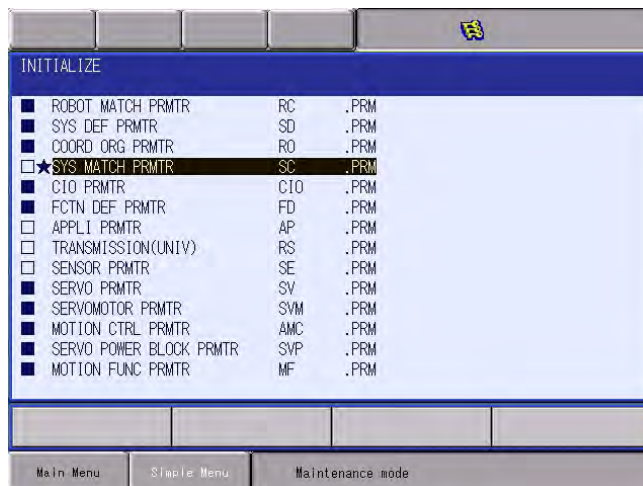 INITIALIZE
■ ROBOT MATCH PRMTR RC .PRM
■ SYS DEF PRMTR SD .PRM
■ COORD ORG PRMTR RO .PRM
□★SYS MATCH PRMTR SC .PRM
■ CIO PRMTR CIO .PRM
■ FCTN DEF PRMTR FD .PRM
□ APPLI PRMTR AP .PRM
□ TRANSMISSION(UNIV) RS .PRM
□ SENSOR PRMTR SE .PRM
■ SERVO PRMTR SV .PRM
■ SERVOMOTOR PRMTR SVM .PRM
■ MOTION CTRL PRMTR AMC .PRM
■ SERVO POWER BLOCK PRMTR SVP .PRM
■ MOTION FUNC PRMTR MF .PRM
Main Menu Simple Menu Maintenance mode